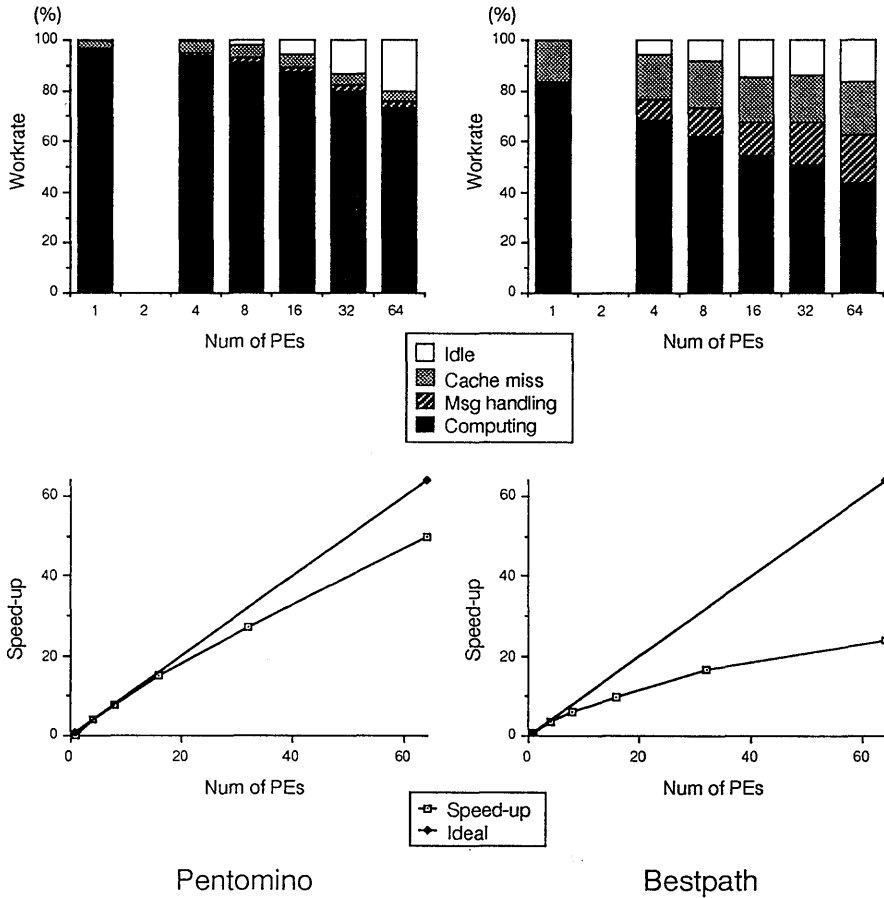 (%)
100
80
60
40
20
0
Workrate
1 2 4 8 16 32 64
Num of PEs
(%)
100
80
60
40
20
0
Workrate
1 2 4 8 16 32 64
Num of PEs
Idle
Cache miss
Msg handling
Computing
60
40
20
0
Speed-up
0 20 40 60
Num of PEs
60
40
20
0
Speed-up
0 20 40 60
Num of PEs
Speed-up
Ideal
Pentomino
Bestpath